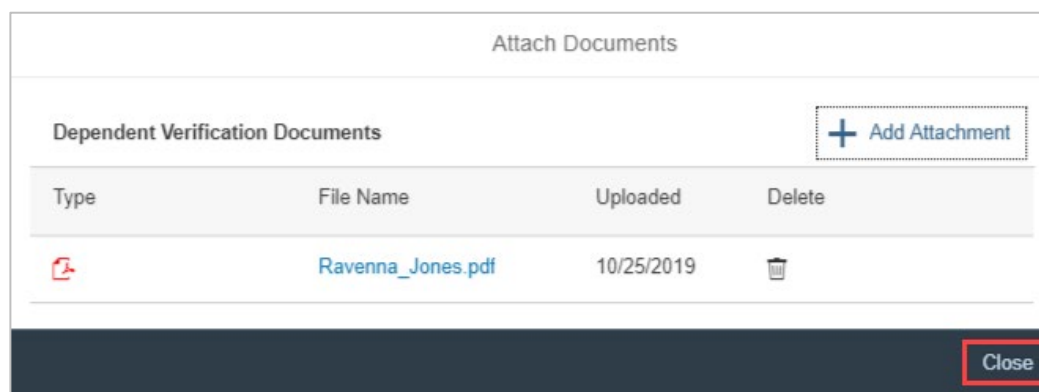 Attach Documents
Dependent Verification Documents
Add Attachment
Type File Name Uploaded Delete
Ravenna_Jones.pdf 10/25/2019
Close